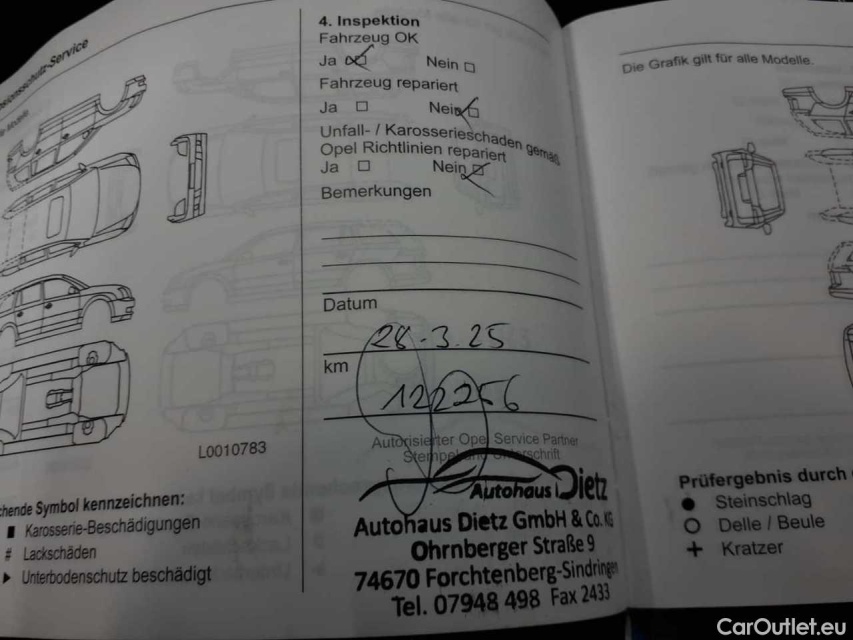 4. Inspektion
Fahrzeug OK
Ja Nein
Fahrzeug repariert
Ja Nein
Unfall- / Karosserieschaden gemäß
Opel Richtlinien repariert
Ja Nein
Bemerkungen
Datum
28.3.25
km
122256
Autorisierter Opel Service Partner
Stempel und Unterschrift
Autohaus Dietz
Autohaus Dietz GmbH & Co. KG
Ohrnberger Straße 9
74670 Forchtenberg-Sindringen
Tel. 07948 498 Fax 2433
L0010783
Symbol kennzeichnen:
Karosserie-Beschädigungen
# Lackschäden
Unterbodenschutz beschädigt
Die Grafik gilt für alle Modelle.
Prüfergebnis durch
Steinschlag
Delle / Beule
+ Kratzer
CarOutlet.eu